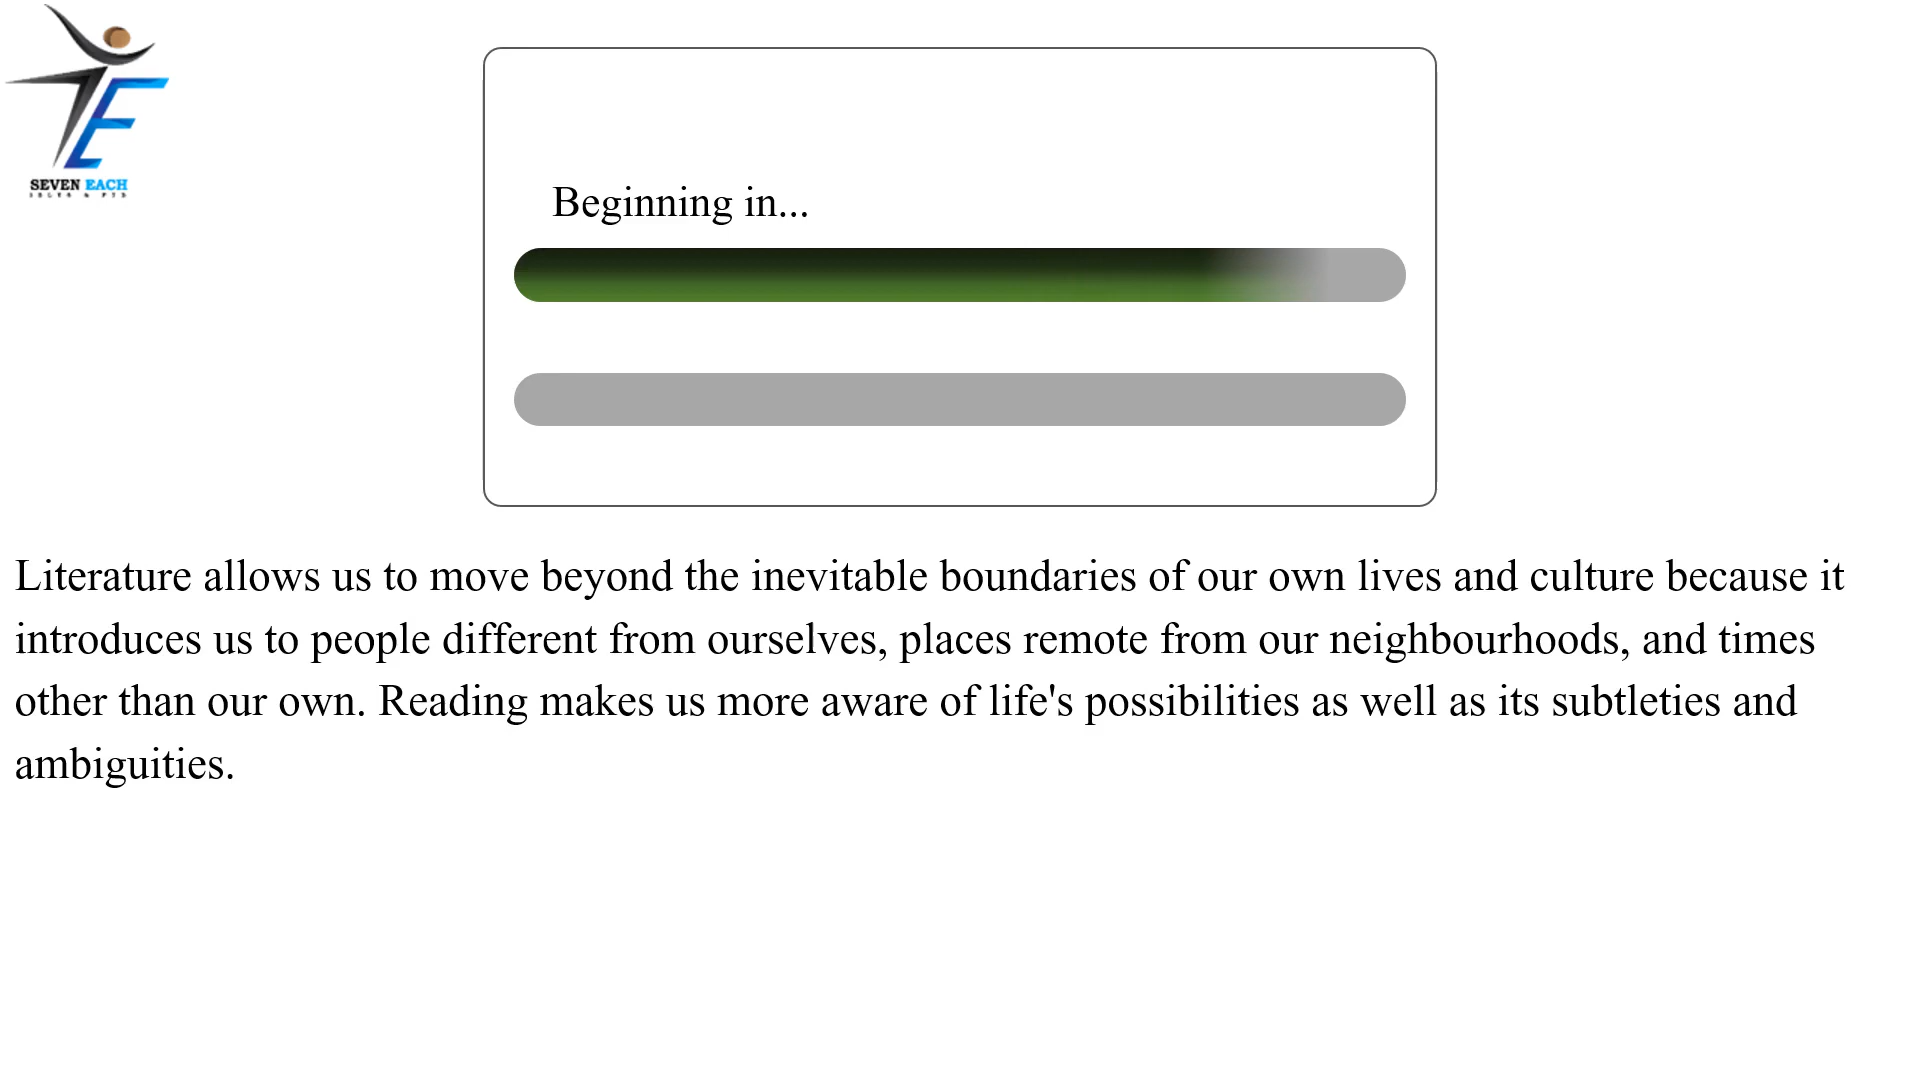 SEVEN EACH
Beginning in...
Literature allows us to move beyond the inevitable boundaries of our own lives and culture because it
introduces us to people different from ourselves, places remote from our neighbourhoods, and times
other than our own. Reading makes us more aware of life's possibilities as well as its subtleties and
ambiguities.